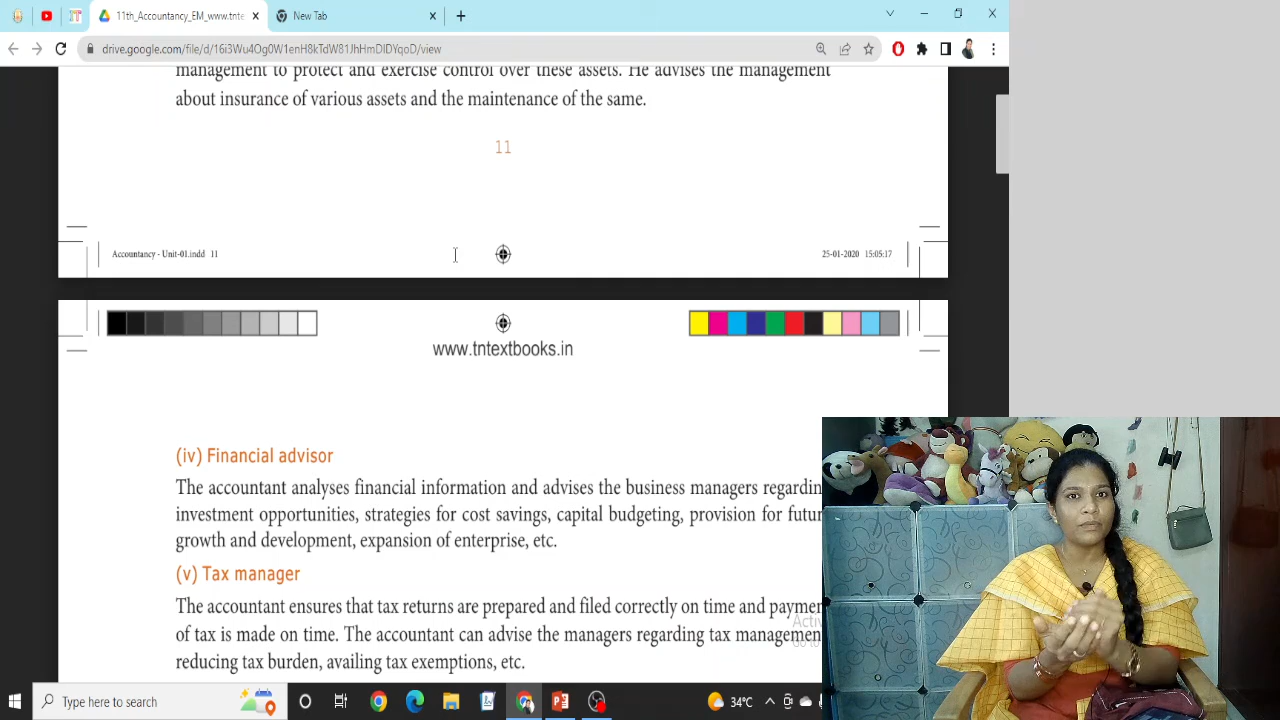 11th_Accountancy_EM_www.tnte
New Tab
drive.google.com/file/d/16i3Wu4Og0W1enH8kTdW81JhHmDIDYqoD/view
management to protect and exercise control over these assets. He advises the management
about insurance of various assets and the maintenance of the same.
11
Accountancy - Unit-01.indd 11
25-01-2020 15:05:17
www.tntextbooks.in
(iv) Financial advisor
The accountant analyses financial information and advises the business managers regardin
investment opportunities, strategies for cost savings, capital budgeting, provision for futur
growth and development, expansion of enterprise, etc.
(v) Tax manager
The accountant ensures that tax returns are prepared and filed correctly on time and paymen
of tax is made on time. The accountant can advise the managers regarding tax managemen
reducing tax burden, availing tax exemptions, etc.
Activ
Go to
Type here to search
34°C